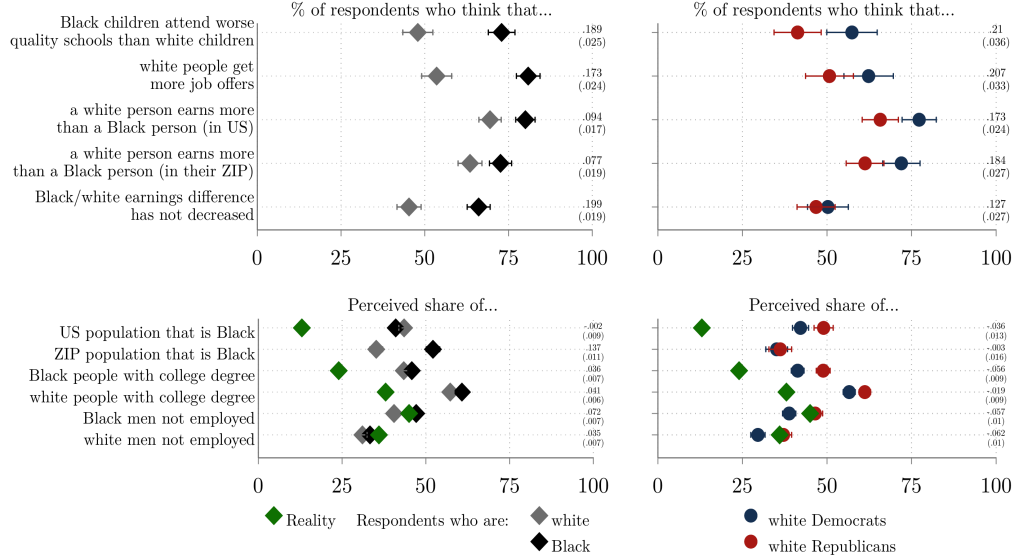 % of respondents who think that...
Black children attend worse
quality schools than white children
.189
(.025)
white people get
more job offers
.173
(.024)
a white person earns more
than a Black person (in US)
.094
(.017)
a white person earns more
than a Black person (in their ZIP)
.077
(.019)
Black/white earnings difference
has not decreased
.199
(.019)
0 25 50 75 100
% of respondents who think that...
.21
(.036)
.207
(.033)
.173
(.024)
.184
(.027)
.127
(.027)
0 25 50 75 100
Perceived share of...
US population that is Black
-.002
(.009)
ZIP population that is Black
.137
(.011)
Black people with college degree
.036
(.007)
white people with college degree
.041
(.006)
Black men not employed
.072
(.007)
white men not employed
.035
(.007)
0 25 50 75 100
Perceived share of...
-.036
(.013)
-.003
(.016)
-.056
(.009)
-.019
(.009)
-.057
(.01)
-.062
(.01)
0 25 50 75 100
Reality Respondents who are: white
Black
white Democrats
white Republicans